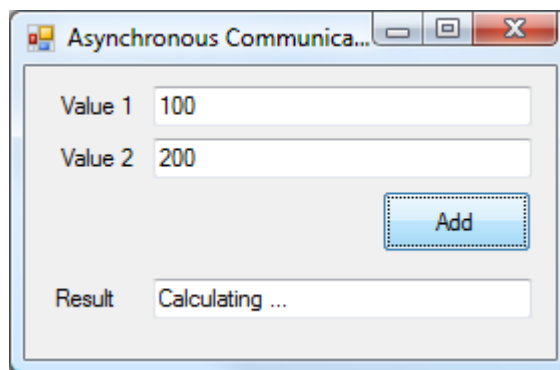 Asynchronous Communica...
Value 1 100
Value 2 200
Add
Result Calculating ...